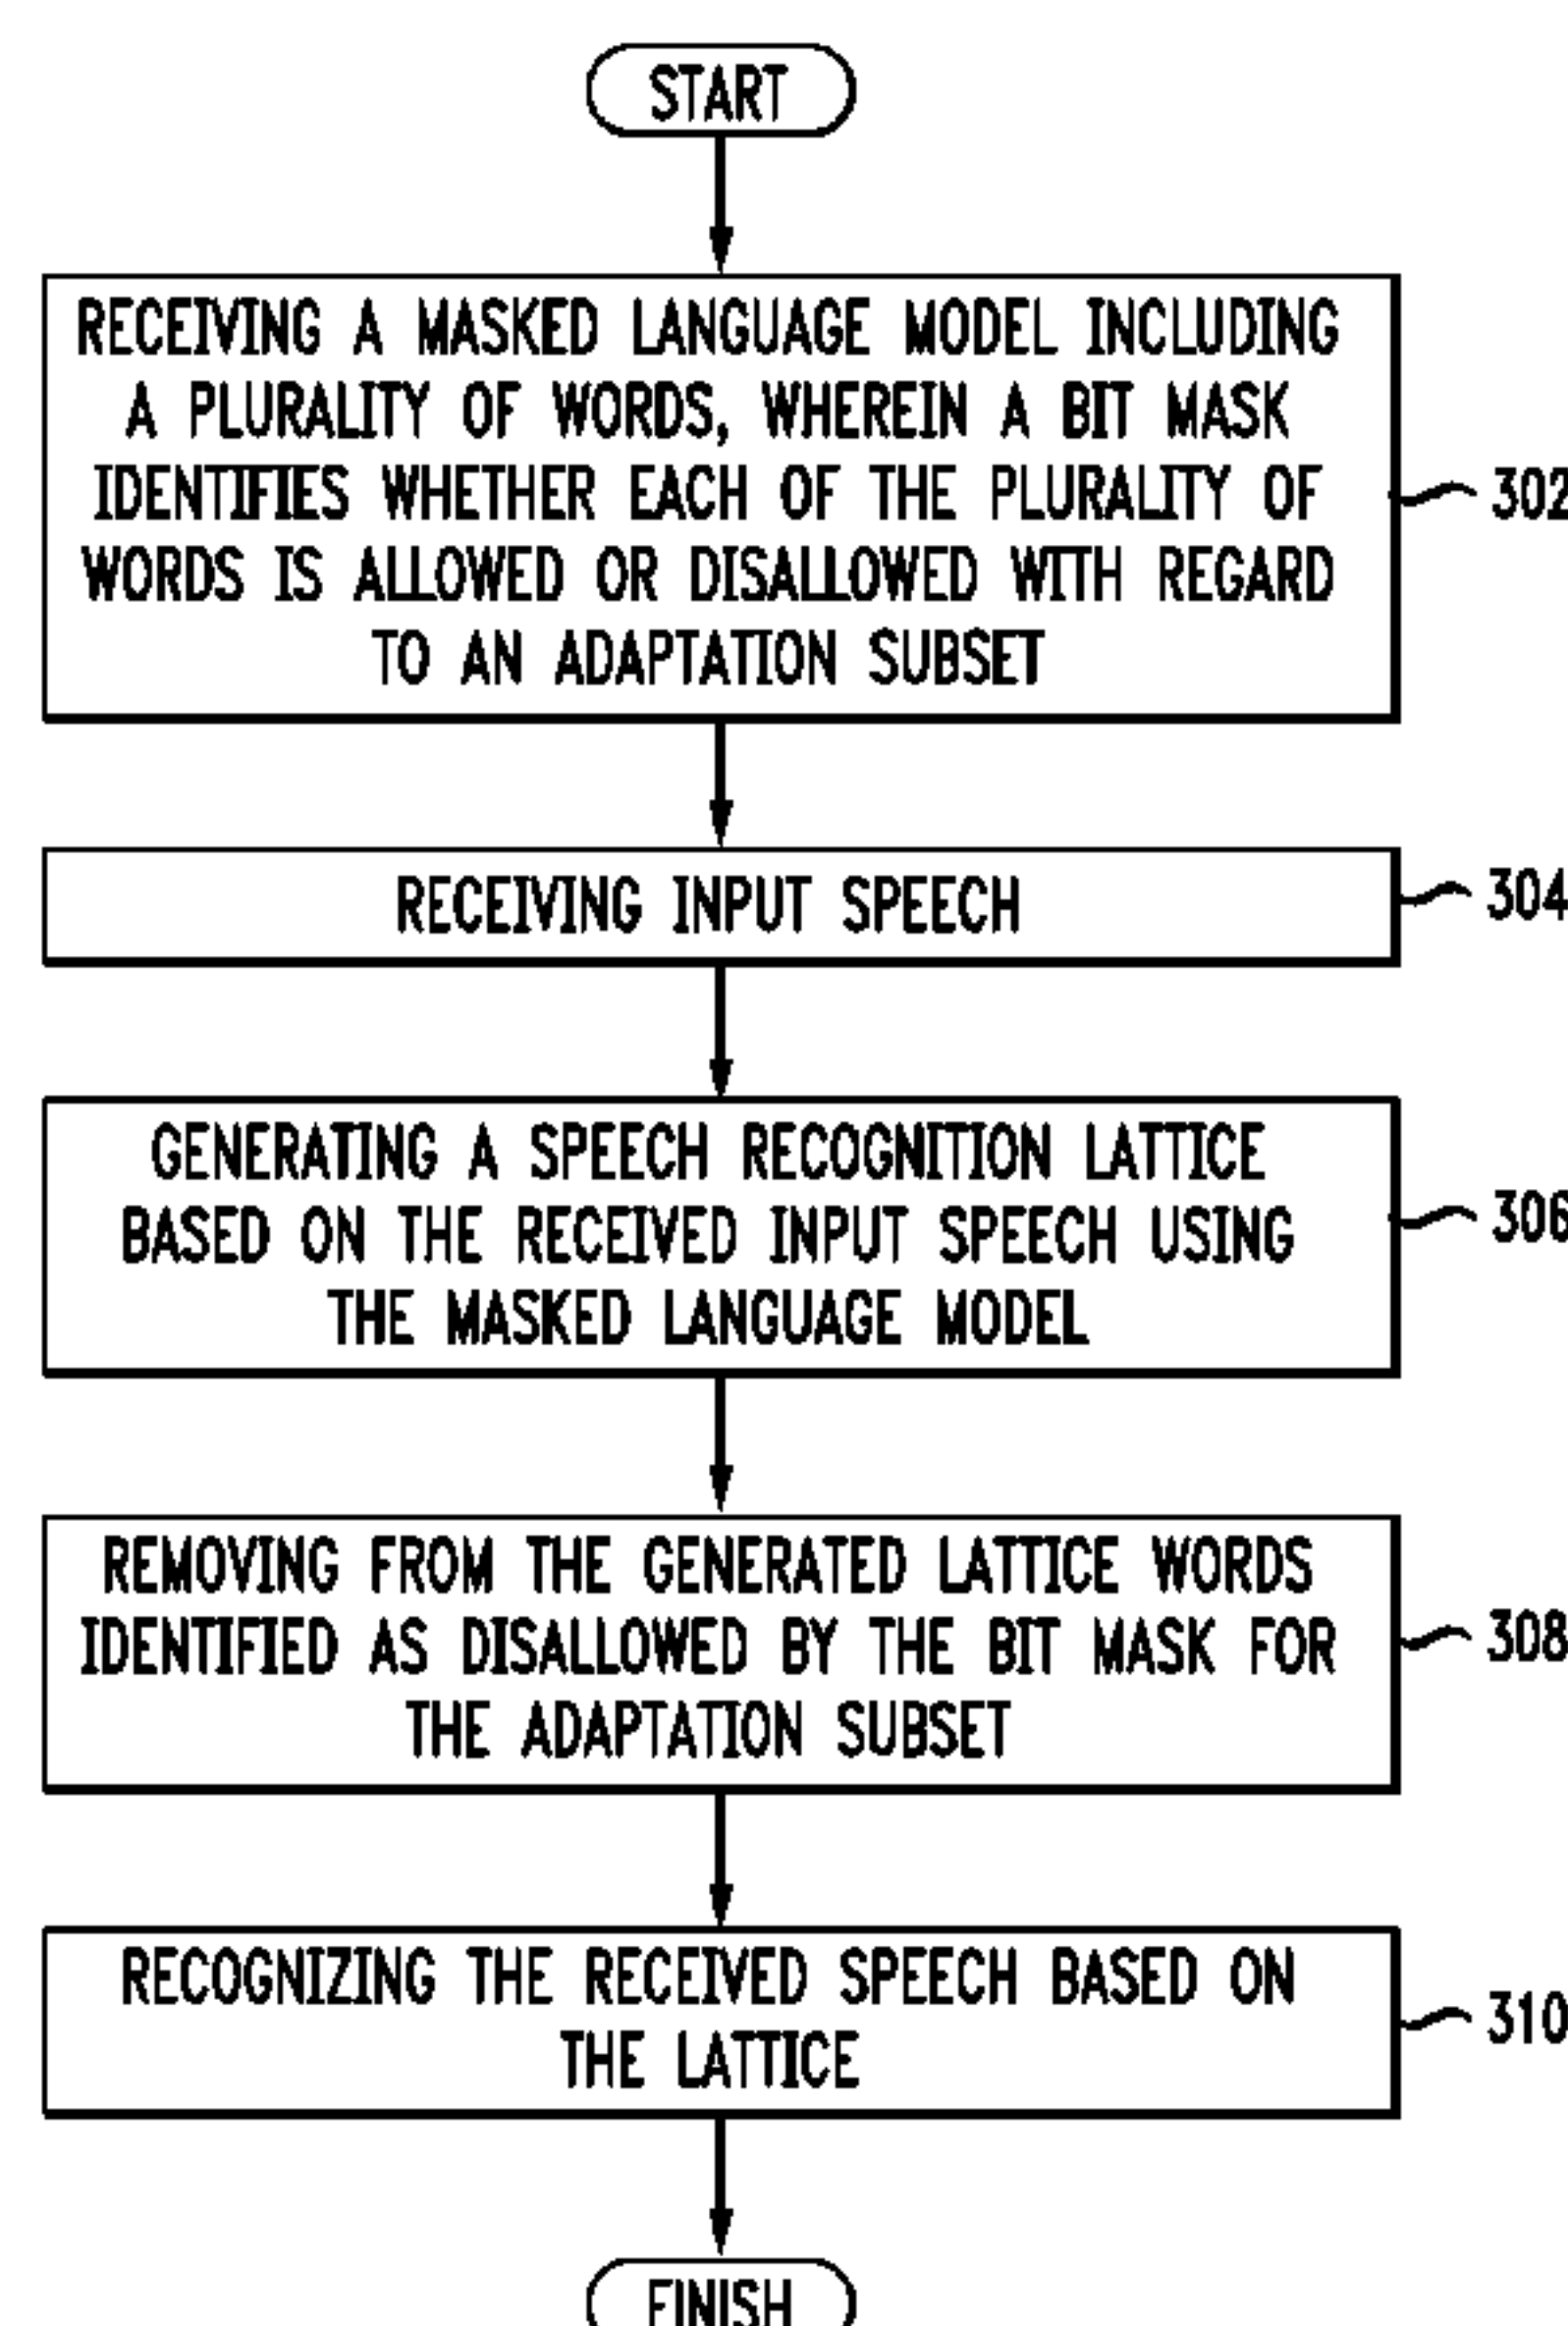 START
RECEIVING A MASKED LANGUAGE MODEL INCLUDING
A PLURALITY OF WORDS, WHEREIN A BIT MASK
IDENTIFIES WHETHER EACH OF THE PLURALITY OF
WORDS IS ALLOWED OR DISALLOWED WITH REGARD
TO AN ADAPTATION SUBSET
302
RECEIVING INPUT SPEECH
304
GENERATING A SPEECH RECOGNITION LATTICE
BASED ON THE RECEIVED INPUT SPEECH USING
THE MASKED LANGUAGE MODEL
306
REMOVING FROM THE GENERATED LATTICE WORDS
IDENTIFIED AS DISALLOWED BY THE BIT MASK FOR
THE ADAPTATION SUBSET
308
RECOGNIZING THE RECEIVED SPEECH BASED ON
THE LATTICE
310
FINISH